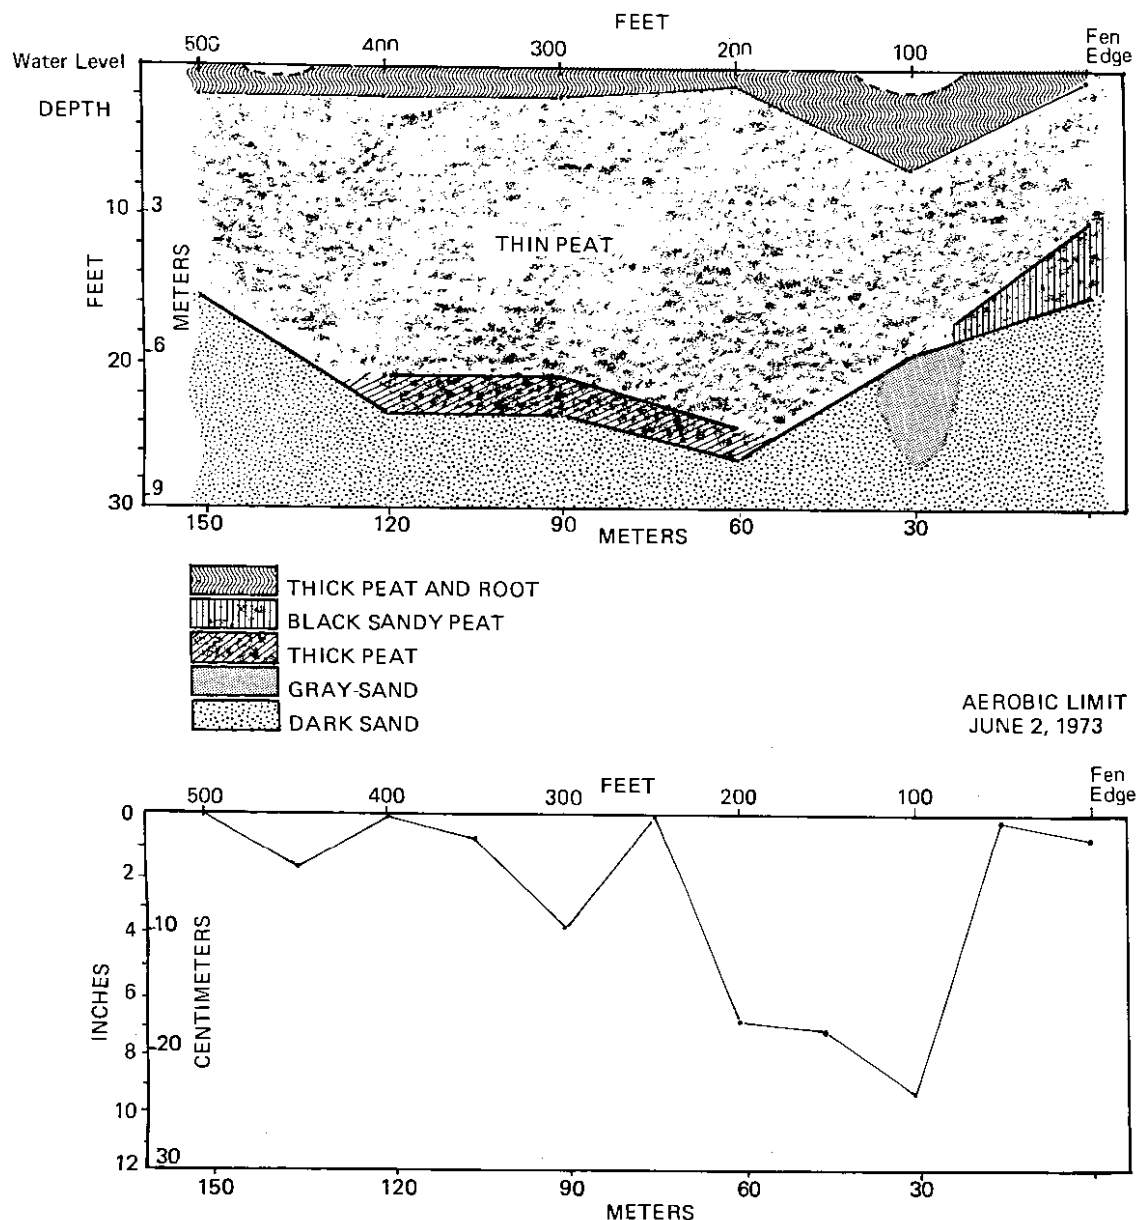 FEET
500 400 300 200 100 Fen Edge
Water Level
DEPTH
10 3
THIN PEAT
FEET
METERS
20 6
30 9
150 120 90 60 30
METERS
THICK PEAT AND ROOT
BLACK SANDY PEAT
THICK PEAT
GRAY-SAND
DARK SAND
AEROBIC LIMIT
JUNE 2, 1973
FEET
500 400 300 200 100 Fen Edge
0
2
4 10
INCHES
CENTIMETERS
6
8 20
10
12 30
150 120 90 60 30
METERS